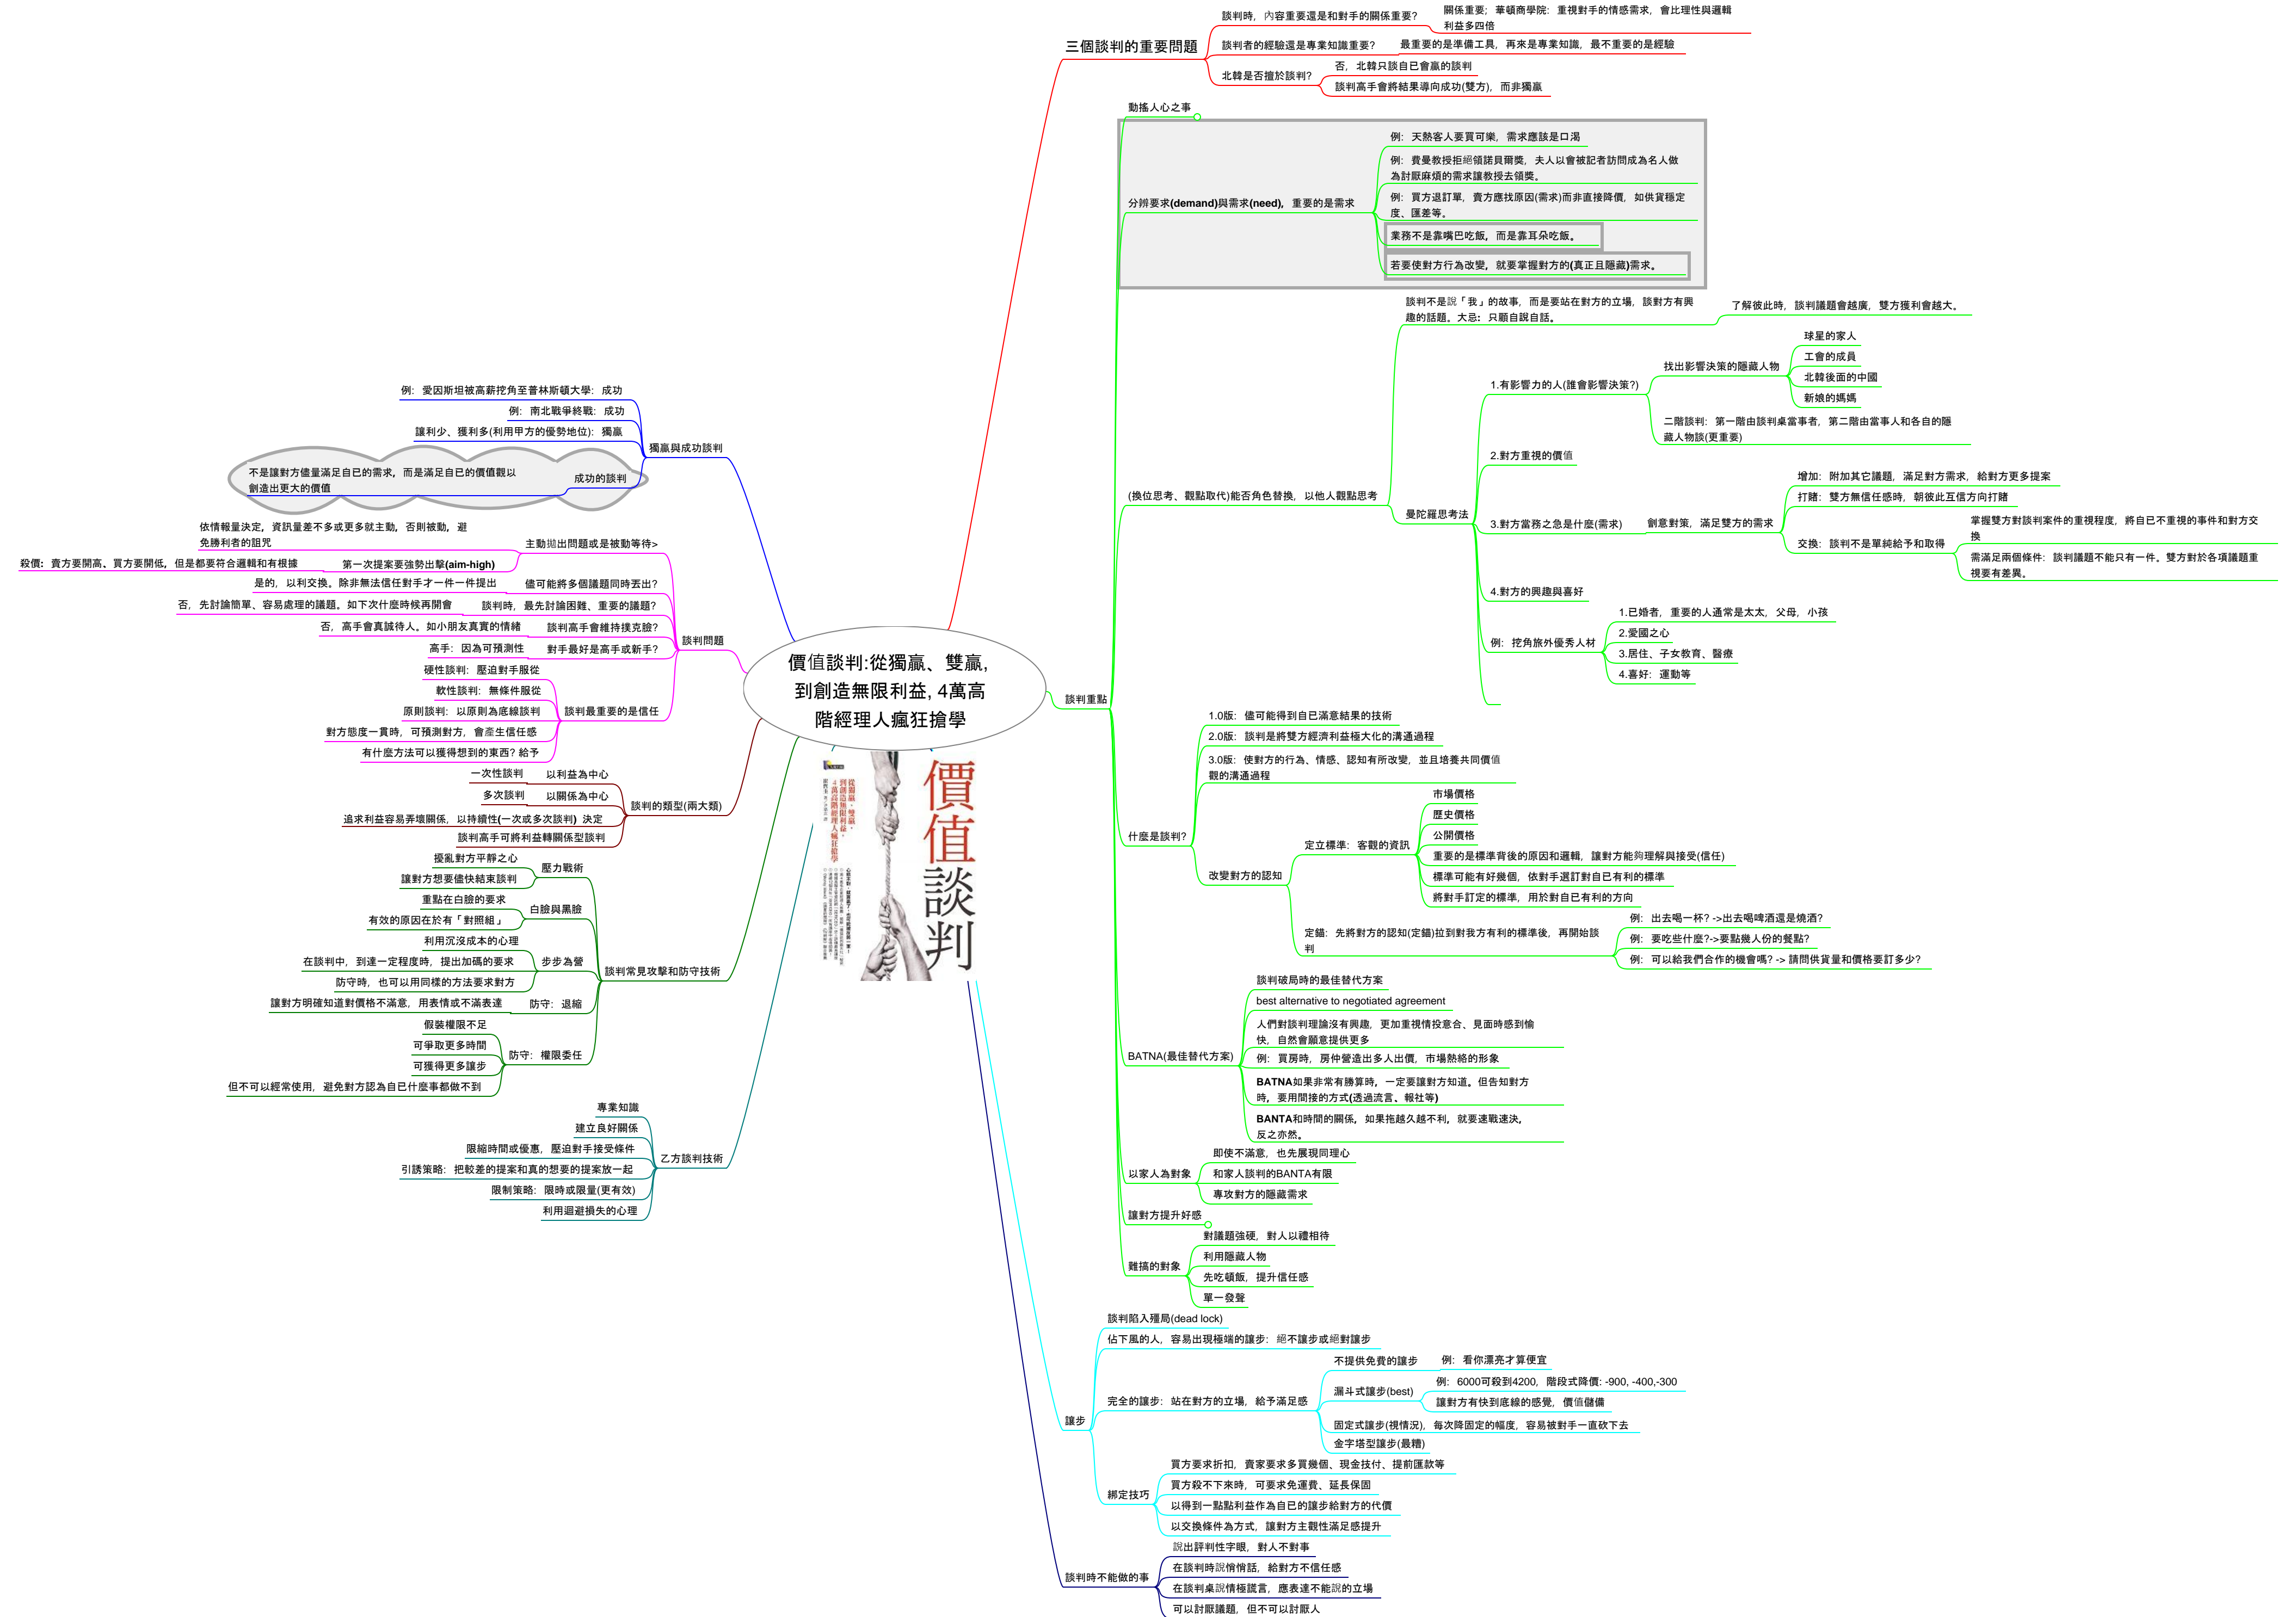 價值談判:從獨贏、雙贏,
到創造無限利益, 4萬高
階經理人瘋狂搶學
價值談判
從獨贏、雙贏，
到創造無限利益，
4萬高階經理人瘋狂搶學
三個談判的重要問題
談判時，內容重要還是和對手的關係重要?
關係重要；華頓商學院：重視對手的情感需求，會比理性與邏輯
利益多四倍
談判者的經驗還是專業知識重要?
最重要的是準備工具，再來是專業知識，最不重要的是經驗
北韓是否擅於談判?
否，北韓只談自已會贏的談判
談判高手會將結果導向成功(雙方)，而非獨贏
談判重點
動搖人心之事
分辨要求(demand)與需求(need)，重要的是需求
例：天熱客人要買可樂，需求應該是口渴
例：費曼教授拒絕領諾貝爾獎，夫人以會被記者訪問成為名人做
為討厭麻煩的需求讓教授去領獎。
例：買方退訂單，賣方應找原因(需求)而非直接降價，如供貨穩定
度、匯差等。
業務不是靠嘴巴吃飯，而是靠耳朵吃飯。
若要使對方行為改變，就要掌握對方的(真正且隱藏)需求。
(換位思考、觀點取代)能否角色替換，以他人觀點思考
談判不是說「我」的故事，而是要站在對方的立場，談對方有興
趣的話題。大忌：只顧自說自話。
了解彼此時，談判議題會越廣，雙方獲利會越大。
曼陀羅思考法
1.有影響力的人(誰會影響決策?)
找出影響決策的隱藏人物
球星的家人
工會的成員
北韓後面的中國
新娘的媽媽
二階談判：第一階由談判桌當事者，第二階由當事人和各自的隱
藏人物談(更重要)
2.對方重視的價值
3.對方當務之急是什麼(需求)
創意對策，滿足雙方的需求
增加：附加其它議題，滿足對方需求，給對方更多提案
打賭：雙方無信任感時，朝彼此互信方向打賭
交換：談判不是單純給予和取得
掌握雙方對談判案件的重視程度，將自已不重視的事件和對方交
換
需滿足兩個條件：談判議題不能只有一件。雙方對於各項議題重
視要有差異。
4.對方的興趣與喜好
例：挖角旅外優秀人材
1.已婚者，重要的人通常是太太，父母，小孩
2.愛國之心
3.居住、子女教育、醫療
4.喜好：運動等
什麼是談判?
1.0版：儘可能得到自已滿意結果的技術
2.0版：談判是將雙方經濟利益極大化的溝通過程
3.0版：使對方的行為、情感、認知有所改變，並且培養共同價值
觀的溝通過程
改變對方的認知
定立標準：客觀的資訊
市場價格
歷史價格
公開價格
重要的是標準背後的原因和邏輯，讓對方能夠理解與接受(信任)
標準可能有好幾個，依對手選訂對自已有利的標準
將對手訂定的標準，用於對自已有利的方向
定錨：先將對方的認知(定錨)拉到對我方有利的標準後，再開始談
判
例：出去喝一杯? ->出去喝啤酒還是燒酒?
例：要吃些什麼?->要點幾人份的餐點?
例：可以給我們合作的機會嗎? -> 請問供貨量和價格要訂多少?
BATNA(最佳替代方案)
談判破局時的最佳替代方案
best alternative to negotiated agreement
人們對談判理論沒有興趣，更加重視情投意合、見面時感到愉
快，自然會願意提供更多
例：買房時，房仲營造出多人出價，市場熱絡的形象
BATNA如果非常有勝算時，一定要讓對方知道。但告知對方
時，要用間接的方式(透過流言、報社等)
BANTA和時間的關係，如果拖越久越不利，就要速戰速決，
反之亦然。
以家人為對象
即使不滿意，也先展現同理心
和家人談判的BANTA有限
專攻對方的隱藏需求
讓對方提升好感
難搞的對象
對議題強硬，對人以禮相待
利用隱藏人物
先吃頓飯，提升信任感
單一發聲
讓步
談判陷入殭局(dead lock)
佔下風的人，容易出現極端的讓步：絕不讓步或絕對讓步
完全的讓步：站在對方的立場，給予滿足感
不提供免費的讓步
例：看你漂亮才算便宜
漏斗式讓步(best)
例：6000可殺到4200，階段式降價: -900, -400,-300
讓對方有快到底線的感覺，價值儲備
固定式讓步(視情況)，每次降固定的幅度，容易被對手一直砍下去
金字塔型讓步(最糟)
綁定技巧
買方要求折扣，賣家要求多買幾個、現金技付、提前匯款等
買方殺不下來時，可要求免運費、延長保固
以得到一點點利益作為自已的讓步給對方的代價
以交換條件為方式，讓對方主觀性滿足感提升
談判時不能做的事
說出評判性字眼，對人不對事
在談判時說悄悄話，給對方不信任感
在談判桌說情極謊言，應表達不能說的立場
可以討厭議題，但不可以討厭人
獨贏與成功談判
例：愛因斯坦被高薪挖角至普林斯頓大學：成功
例：南北戰爭終戰：成功
讓利少、獲利多(利用甲方的優勢地位)：獨贏
成功的談判
不是讓對方儘量滿足自已的需求，而是滿足自已的價值觀以
創造出更大的價值
談判問題
主動拋出問題或是被動等待>
依情報量決定，資訊量差不多或更多就主動，否則被動，避
免勝利者的詛咒
第一次提案要強勢出擊(aim-high)
殺價：賣方要開高、買方要開低，但是都要符合邏輯和有根據
儘可能將多個議題同時丟出?
是的，以利交換。除非無法信任對手才一件一件提出
談判時，最先討論困難、重要的議題?
否，先討論簡單、容易處理的議題。如下次什麼時候再開會
談判高手會維持撲克臉?
否，高手會真誠待人。如小朋友真實的情緒
對手最好是高手或新手?
高手：因為可預測性
談判最重要的是信任
硬性談判：壓迫對手服從
軟性談判：無條件服從
原則談判：以原則為底線談判
對方態度一貫時，可預測對方，會產生信任感
有什麼方法可以獲得想到的東西? 給予
談判的類型(兩大類)
以利益為中心
一次性談判
以關係為中心
多次談判
追求利益容易弄壞關係，以持續性(一次或多次談判) 決定
談判高手可將利益轉關係型談判
談判常見攻擊和防守技術
壓力戰術
擾亂對方平靜之心
讓對方想要儘快結束談判
白臉與黑臉
重點在白臉的要求
有效的原因在於有「對照組」
步步為營
利用沉沒成本的心理
在談判中，到達一定程度時，提出加碼的要求
防守時，也可以用同樣的方法要求對方
防守：退縮
讓對方明確知道對價格不滿意，用表情或不滿表達
防守：權限委任
假裝權限不足
可爭取更多時間
可獲得更多讓步
但不可以經常使用，避免對方認為自已什麼事都做不到
乙方談判技術
專業知識
建立良好關係
限縮時間或優惠，壓迫對手接受條件
引誘策略：把較差的提案和真的想要的提案放一起
限制策略：限時或限量(更有效)
利用迴避損失的心理